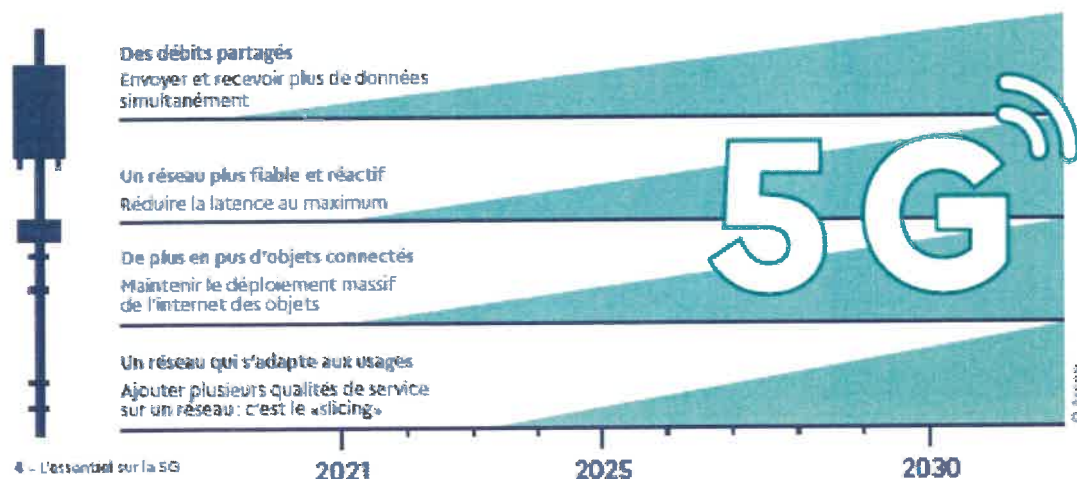 Des débits partagés
Envoyer et recevoir plus de données
simultanément
Un réseau plus fiable et réactif
Réduire la latence au maximum
De plus en pus d'objets connectés
Maintenir le déploiement massif
de l'internet des objets
Un réseau qui s'adapte aux usages
Ajouter plusieurs qualités de service
sur un réseau : c'est le «slicing»
5G
2021
2025
2030
4 - L'essentiel sur la 5G